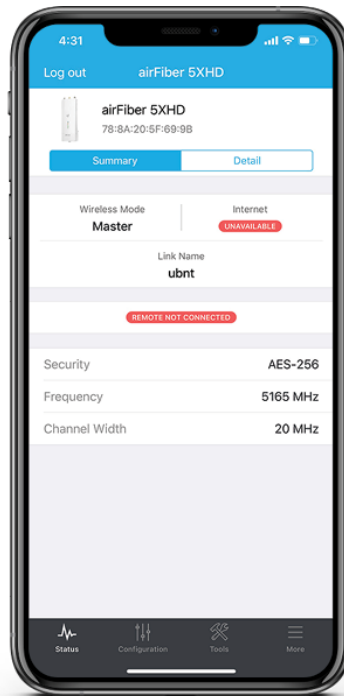 4:31
Log out airFiber 5XHD
airFiber 5XHD
78:8A:20:5F:69:9B
Summary Detail
Wireless Mode Internet
Master UNAVAILABLE
Link Name
ubnt
REMOTE NOT CONNECTED
Security AES-256
Frequency 5165 MHz
Channel Width 20 MHz
Status Configuration Tools More